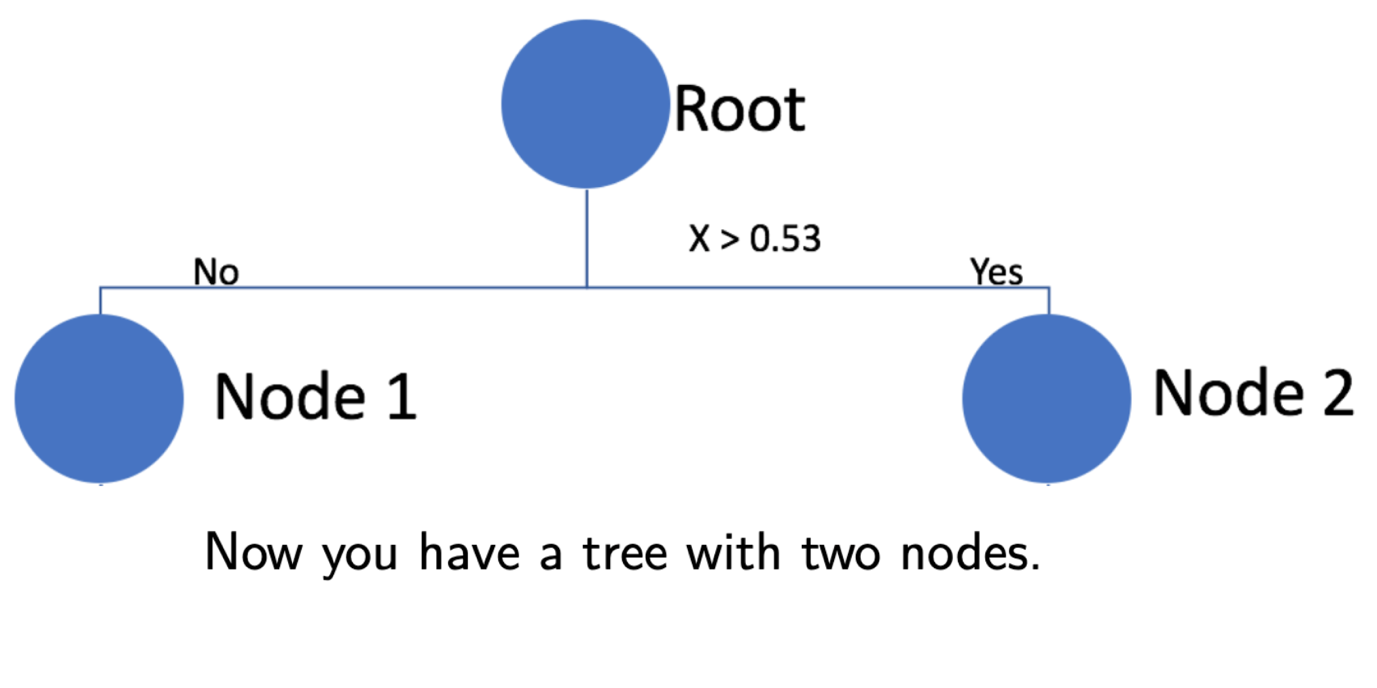 Root
X > 0.53
No
Yes
Node 1
Node 2
Now you have a tree with two nodes.